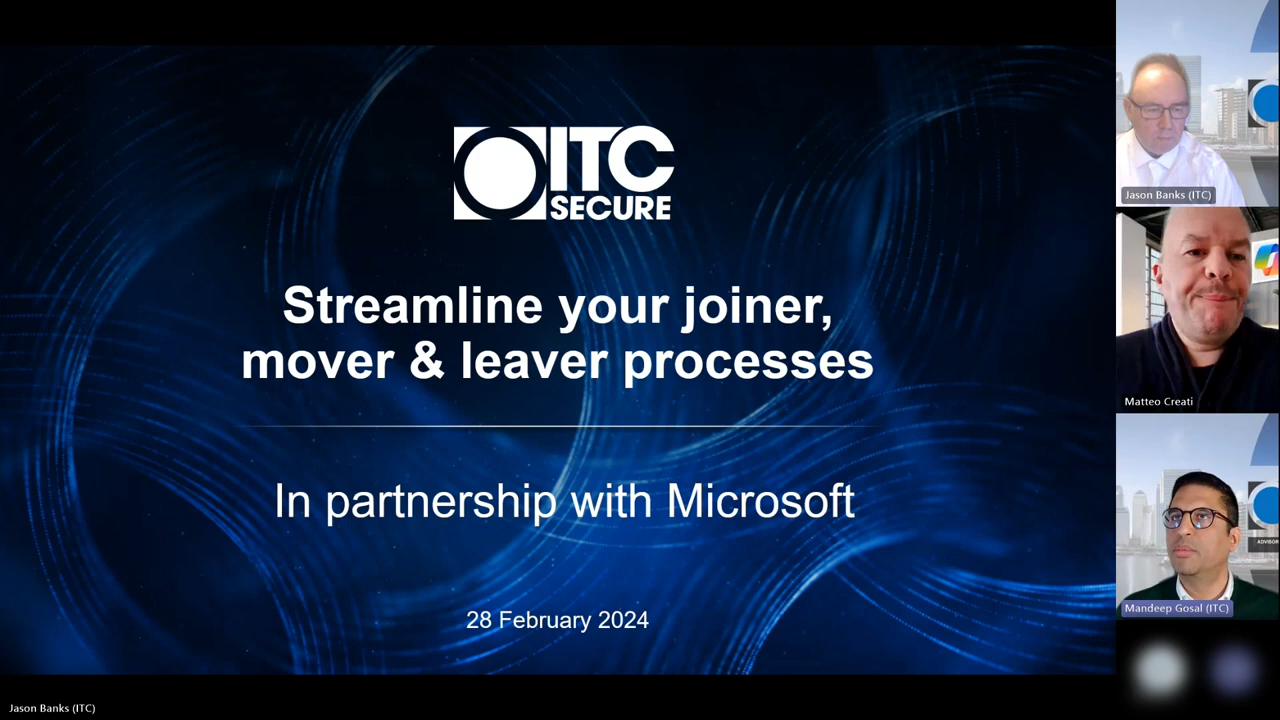 ITC
SECURE
Streamline your joiner,
mover & leaver processes
In partnership with Microsoft
28 February 2024
Jason Banks (ITC)
Jason Banks (ITC)
Matteo Creati
ADVISOR
Mandeep Gosal (ITC)